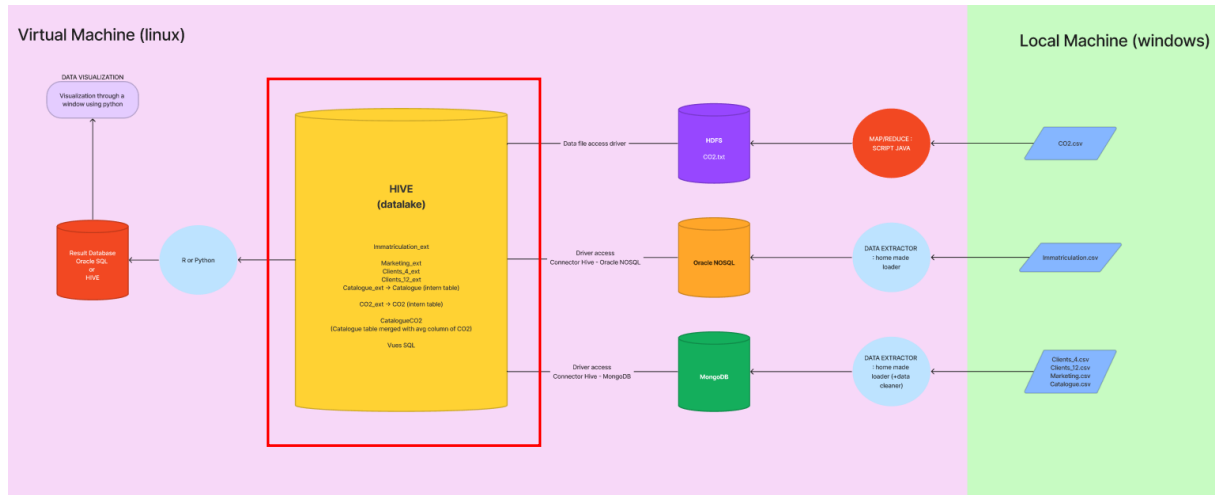 Virtual Machine (linux)
Local Machine (windows)
DATA VISUALIZATION
Visualization through a
window using python
Result Database
Oracle SQL
or
HIVE
R or Python
HIVE
(datalake)
Immatriculation_ext
Marketing_ext
Clients_4_ext
Clients_12_ext
Catalogue_ext → Catalogue (intern table)
CO2_ext → CO2 (intern table)
CatalogueCO2
(Catalogue table merged with avg column of CO2)
Vues SQL
Data file access driver
HDFS
CO2.txt
MAP/REDUCE :
SCRIPT JAVA
CO2.csv
Driver access
Connector Hive - Oracle NOSQL
Oracle NOSQL
DATA EXTRACTOR
: home made
loader
Immatriculation.csv
Driver access
Connector Hive - MongoDB
MongoDB
DATA EXTRACTOR
: home made
loader (+data
cleaner)
Clients_4.csv
Clients_12.csv
Marketing.csv
Catalogue.csv